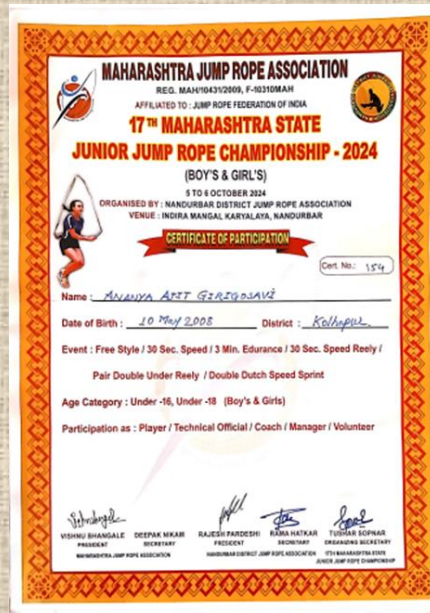 MAHARASHTRA JUMP ROPE ASSOCIATION
REG. MAH/10431/2009, F-10310MAH
AFFILIATED TO : JUMP ROPE FEDERATION OF INDIA
17TH MAHARASHTRA STATE
JUNIOR JUMP ROPE CHAMPIONSHIP - 2024
(BOY'S & GIRL'S)
5 TO 6 OCTOBER 2024
ORGANISED BY : NANDURBAR DISTRICT JUMP ROPE ASSOCIATION
VENUE : INDIRA MANGAL KARYALAYA, NANDURBAR
CERTIFICATE OF PARTICIPATION
Cert. No.: 154
Name : ANANYA AJIT GIRIGOSAVI
Date of Birth : 10 May 2008 District : Kolhapur
Event : Free Style / 30 Sec. Speed / 3 Min. Edurance / 30 Sec. Speed Reely /
Pair Double Under Reely / Double Dutch Speed Sprint
Age Category : Under -16, Under -18 (Boy's & Girls)
Participation as : Player / Technical Official / Coach / Manager / Volunteer
VISHNU BHANGALE DEEPAK NIKAM RAJESH PARDESHI RAMA HATKAR TUSHAR SOPNAR
PRESIDENT SECRETARY PRESIDENT SECRETARY ORGANIZING SECRETARY
MAHARASHTRA JUMP ROPE ASSOCIATION NANDURBAR DISTRICT JUMP ROPE ASSOCIATION 17TH MAHARASHTRA STATE
JUNIOR JUMP ROPE CHAMPIONSHIP